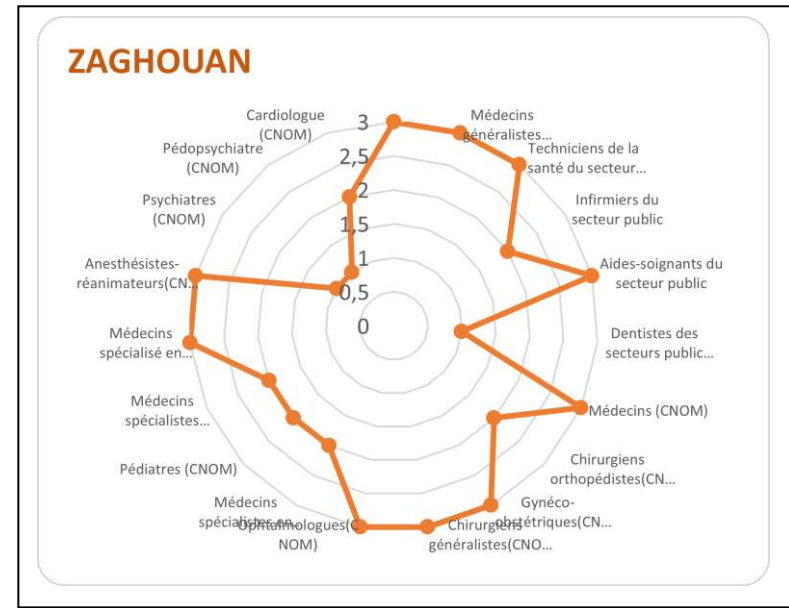 ZAGHOUAN
3
2,5
2
1,5
1
0,5
0
Médecins
généralistes...
Techniciens de la
santé du secteur...
Infirmiers du
secteur public
Aides-soignants du
secteur public
Dentistes des
secteurs public...
Médecins (CNOM)
Chirurgiens
orthopédistes(CN...
Gynéco-
obstétriques(CN...
Chirurgiens
généralistes(CNO...
Ophtalmologues(C
NOM)
Médecins
spécialistes en...
Pédiatres (CNOM)
Médecins
spécialistes...
Médecins
spécialisé en...
Anesthésistes-
réanimateurs(CN...
Psychiatres
(CNOM)
Pédopsychiatre
(CNOM)
Cardiologue
(CNOM)